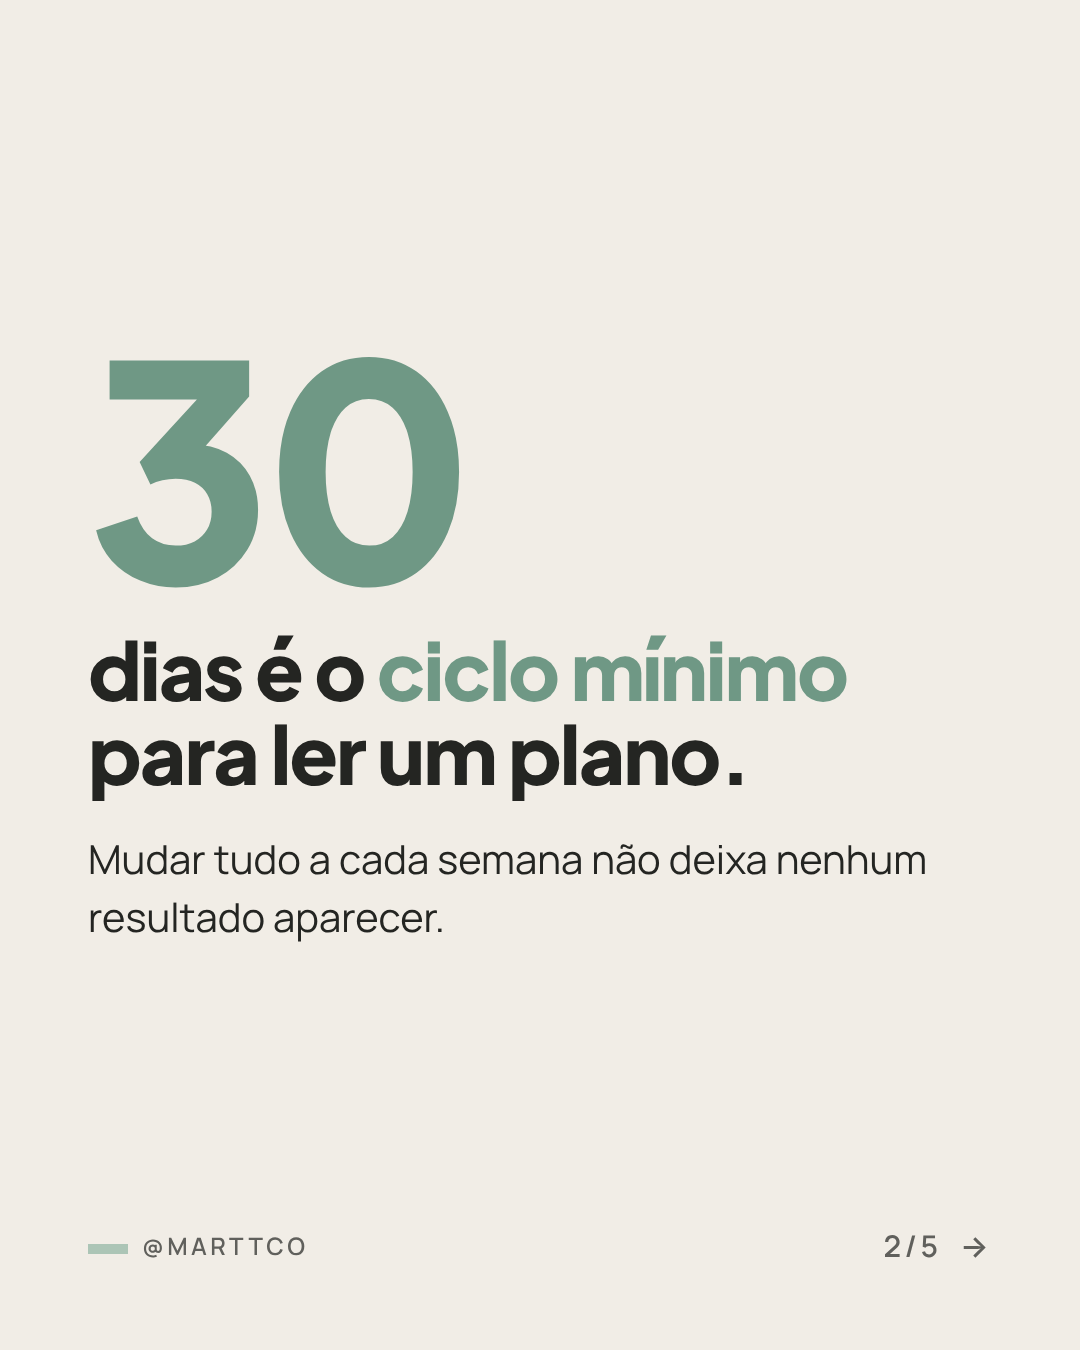 30
dias é o ciclo mínimo
para ler um plano.
Mudar tudo a cada semana não deixa nenhum
resultado aparecer.
@MARTTCO
2/5 →